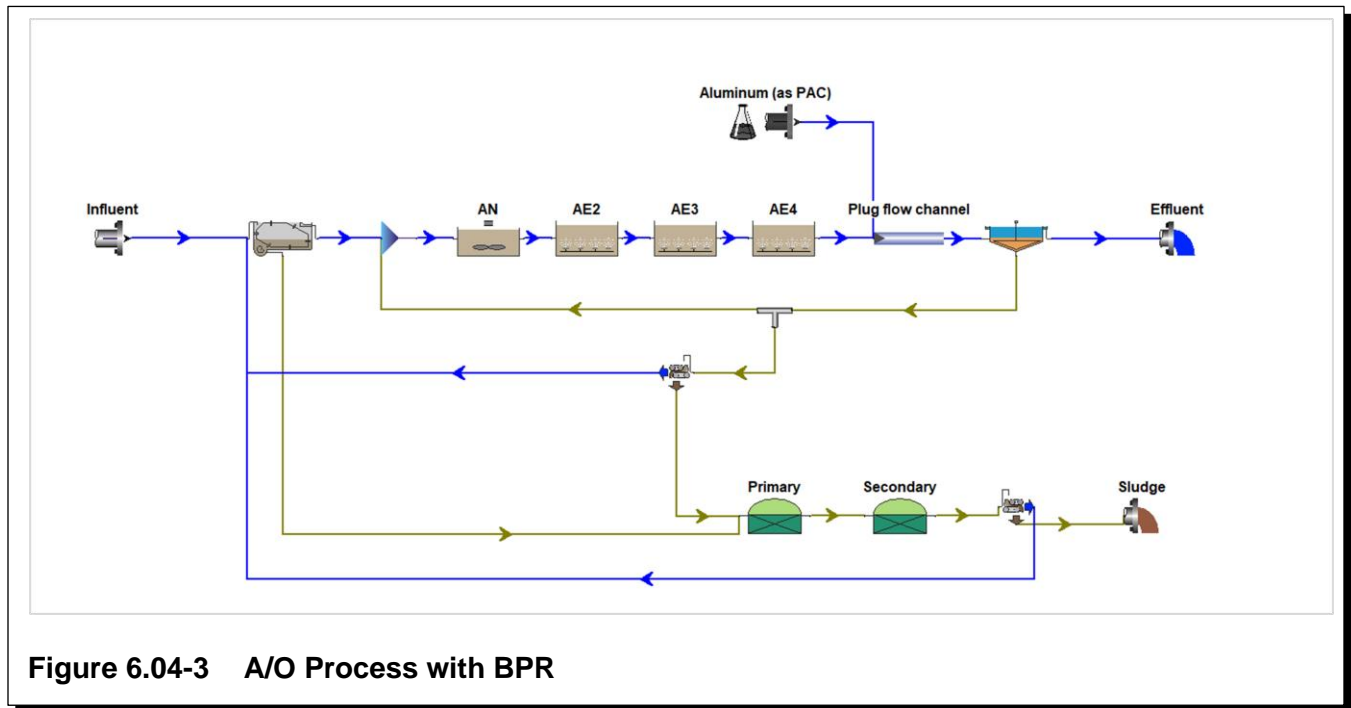 Aluminum (as PAC)
Influent
AN
AE2
AE3
AE4
Plug flow channel
Effluent
Primary
Secondary
Sludge
Figure 6.04-3 A/O Process with BPR